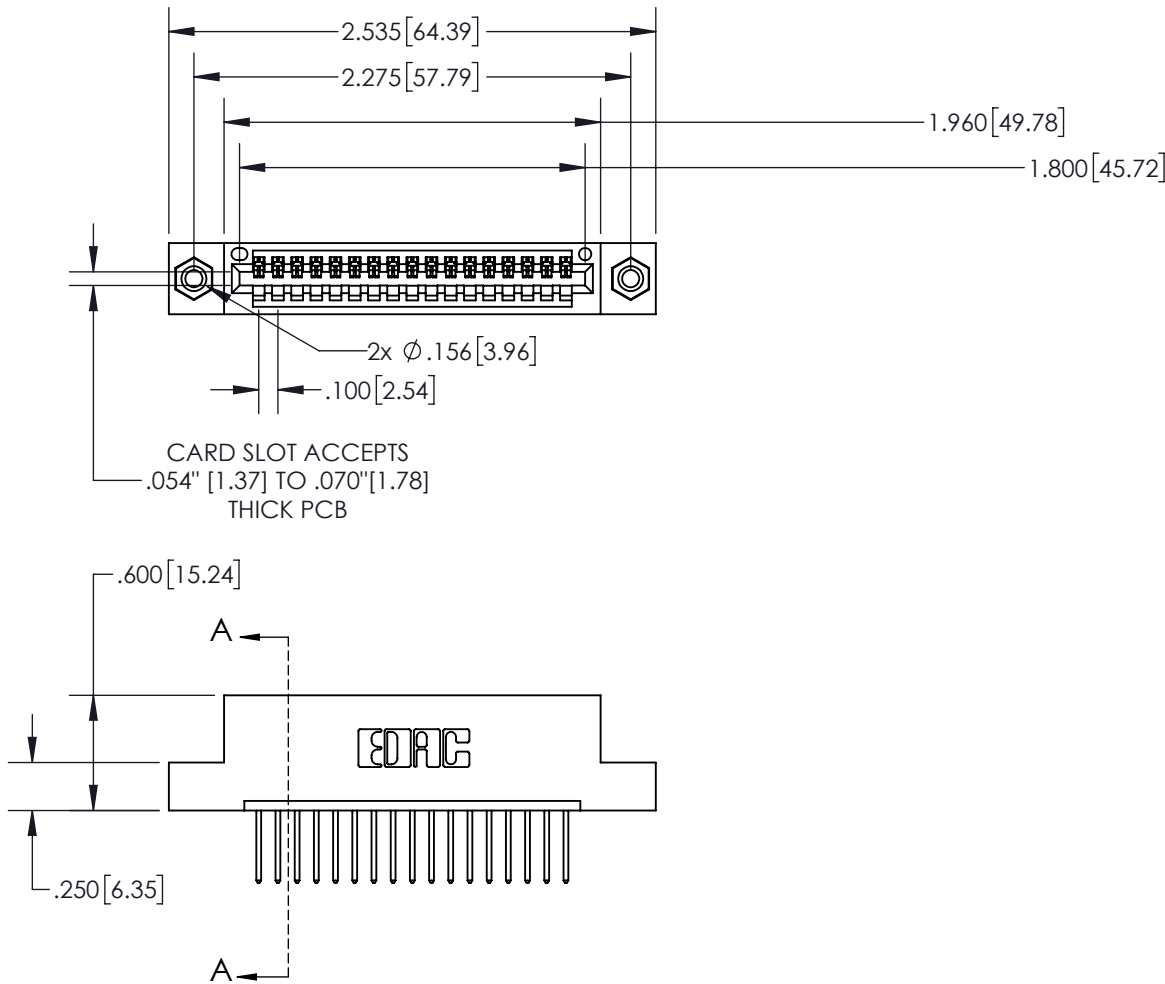 2.535[64.39]
2.275[57.79]
1.960[49.78]
1.800[45.72]
2x ∅.156[3.96]
.100[2.54]
CARD SLOT ACCEPTS
.054" [1.37] TO .070"[1.78]
THICK PCB
.600[15.24]
A
EDAC
.250[6.35]
A